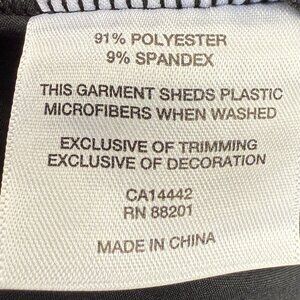 91% POLYESTER
9% SPANDEX
THIS GARMENT SHEDS PLASTIC
MICROFIBERS WHEN WASHED
EXCLUSIVE OF TRIMMING
EXCLUSIVE OF DECORATION
CA14442
RN 88201
MADE IN CHINA